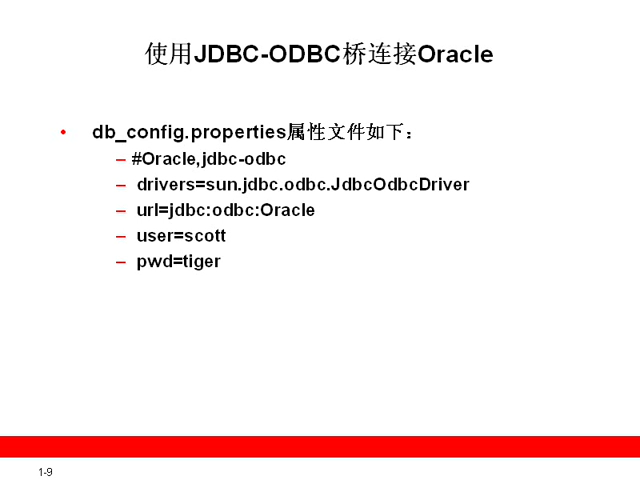 使用JDBC-ODBC桥连接Oracle
• db_config.properties属性文件如下：
– #Oracle,jdbc-odbc
– drivers=sun.jdbc.odbc.JdbcOdbcDriver
– url=jdbc:odbc:Oracle
– user=scott
– pwd=tiger
1-9